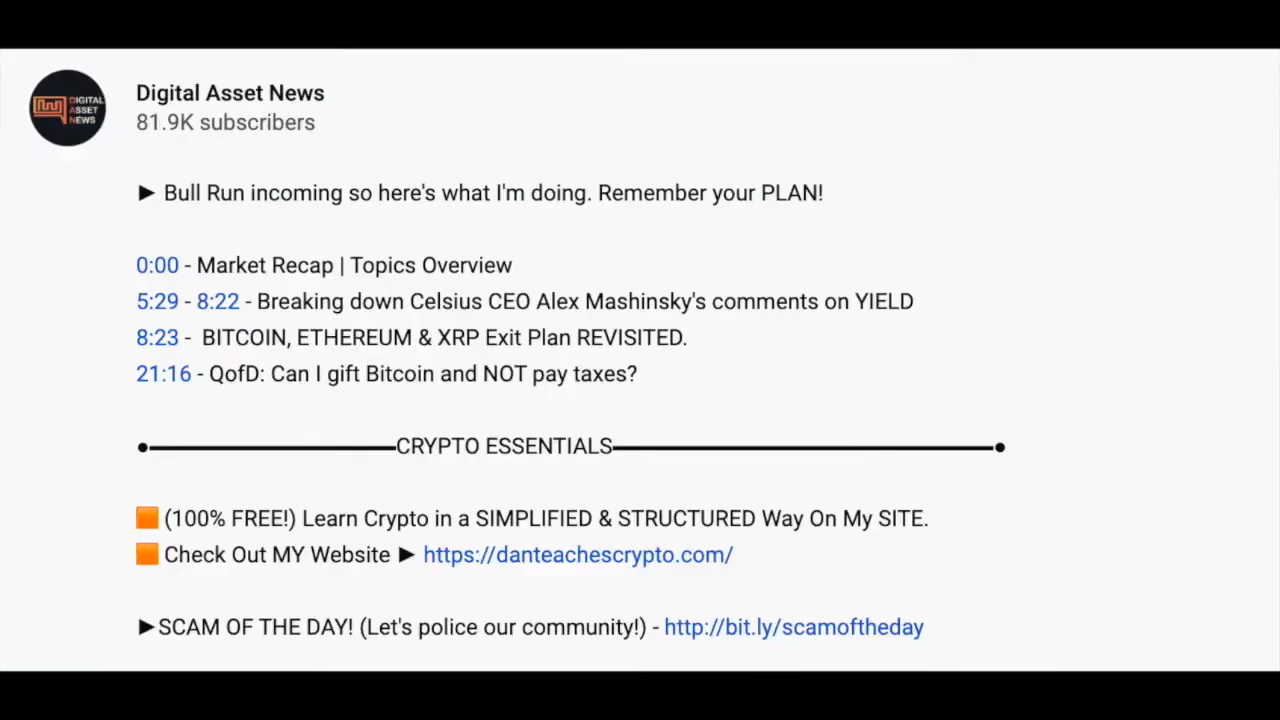 DIGITAL
ASSET
NEWS
Digital Asset News
81.9K subscribers
► Bull Run incoming so here's what I'm doing. Remember your PLAN!
0:00 - Market Recap | Topics Overview
5:29 - 8:22 - Breaking down Celsius CEO Alex Mashinsky's comments on YIELD
8:23 - BITCOIN, ETHEREUM & XRP Exit Plan REVISITED.
21:16 - QofD: Can I gift Bitcoin and NOT pay taxes?
●━━━━━━━━━━CRYPTO ESSENTIALS━━━━━━━━━━●
🟧 (100% FREE!) Learn Crypto in a SIMPLIFIED & STRUCTURED Way On My SITE.
🟧 Check Out MY Website ► https://danteachescrypto.com/
►SCAM OF THE DAY! (Let's police our community!) - http://bit.ly/scamoftheday